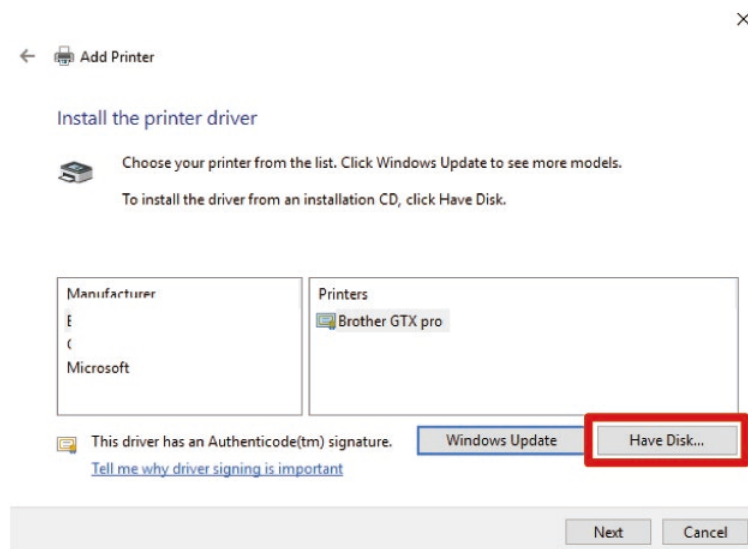 Add Printer
Install the printer driver
Choose your printer from the list. Click Windows Update to see more models.
To install the driver from an installation CD, click Have Disk.
Manufacturer
Microsoft
Printers
Brother GTX pro
This driver has an Authenticode(tm) signature.
Tell me why driver signing is important
Windows Update
Have Disk...
Next
Cancel